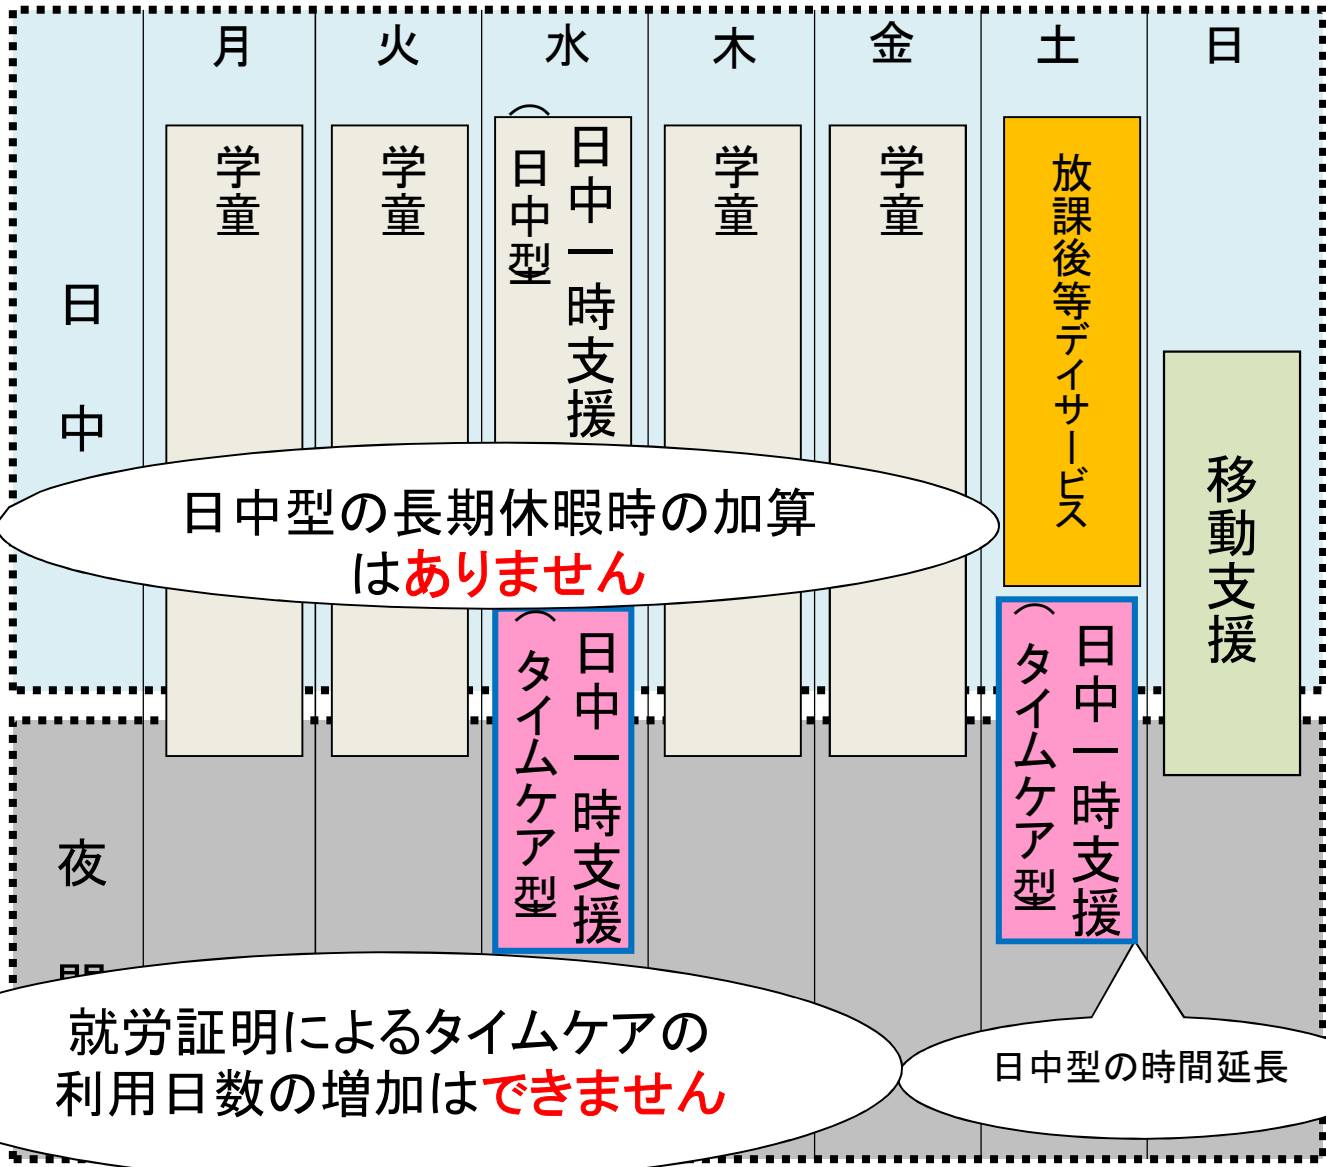 月 火 水 木 金 土 日
日中
学童
学童
日中一時支援
（日中型）
学童
学童
放課後等デイサービス
移動支援
日中型の長期休暇時の加算
はありません
日中一時支援
（タイムケア型）
日中一時支援
（タイムケア型）
夜
就労証明によるタイムケアの
利用日数の増加はできません
日中型の時間延長